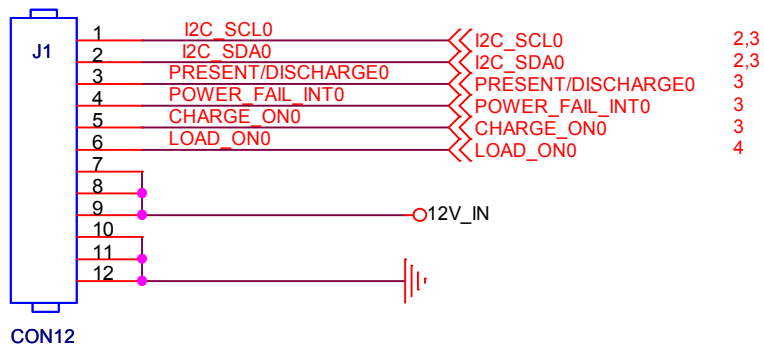 J1
1 I2C_SCL0 I2C_SCL0 2,3
2 I2C_SDA0 I2C_SDA0 2,3
3 PRESENT/DISCHARGE0 PRESENT/DISCHARGE0 3
4 POWER_FAIL_INT0 POWER_FAIL_INT0 3
5 CHARGE_ON0 CHARGE_ON0 3
6 LOAD_ON0 LOAD_ON0 4
7
8
9 12V_IN
10
11
12
CON12